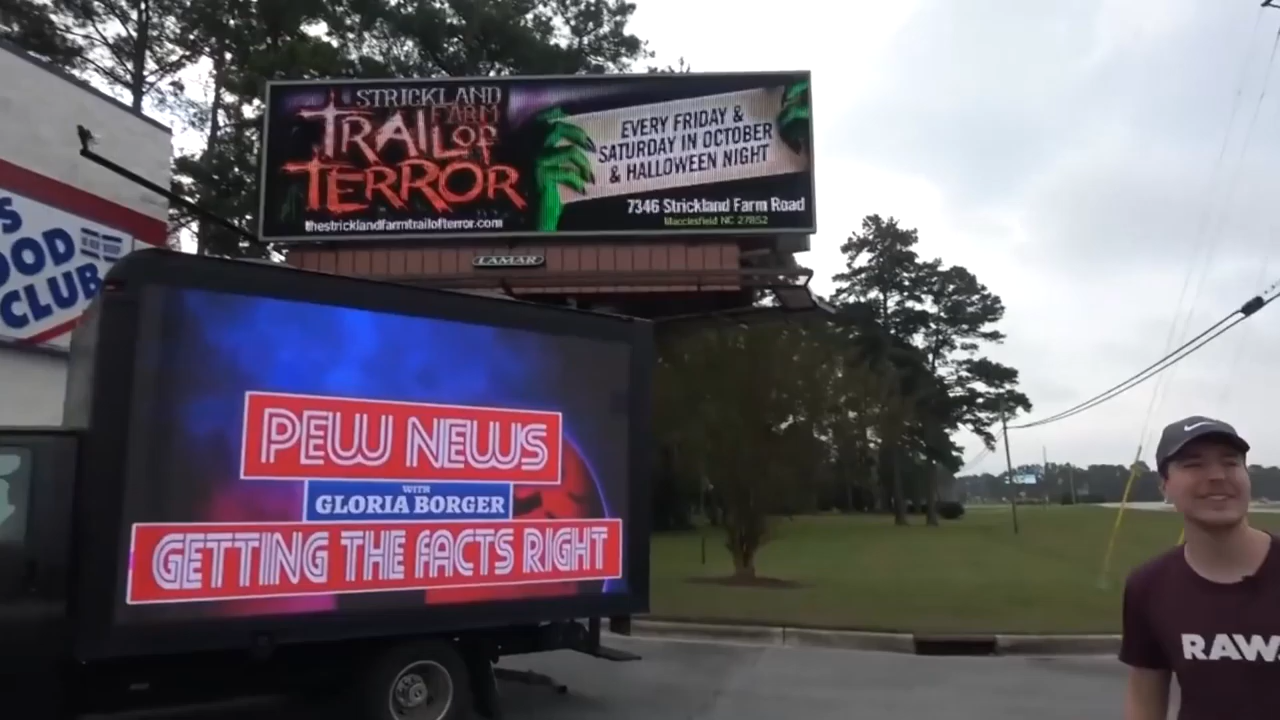 STRICKLAND
FARM
TRAIL OF
TERROR
thestricklandfarmtrailofterror.com
EVERY FRIDAY &
SATURDAY IN OCTOBER
& HALLOWEEN NIGHT
7346 Strickland Farm Road
Macclesfield NC 27852
LAMAR
S
OOD
CLUB
PEW NEWS
WITH
GLORIA BORGER
GETTING THE FACTS RIGHT
RAW